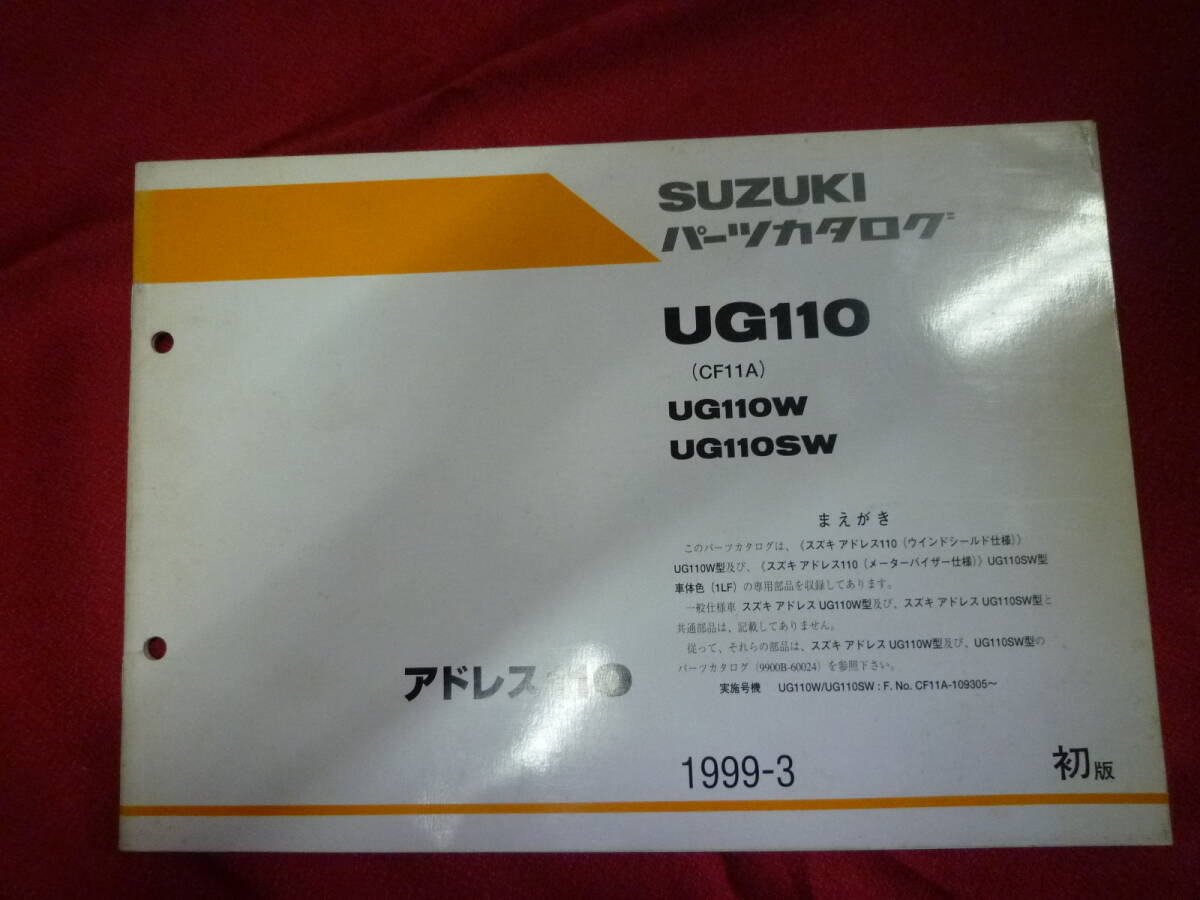 SUZUKI
パーツカタログ
UG110
(CF11A)
UG110W
UG110SW
まえがき
このパーツカタログは、《スズキ アドレス110(ウインドシールド仕様)》
UG110W型及び、《スズキ アドレス110(メーターバイザー仕様)》UG110SW型
車体色(1LF)の専用部品を収録してあります。
一般仕様車 スズキ アドレス UG110W型及び、スズキ アドレス UG110SW型と
共通部品は、記載してありません。
従って、それらの部品は、スズキ アドレス UG110W型及び、UG110SW型の
パーツカタログ(9900B-60024)を参照下さい。
実施号機 UG110W/UG110SW : F. No. CF11A-109305～
アドレス110
1999-3
初版